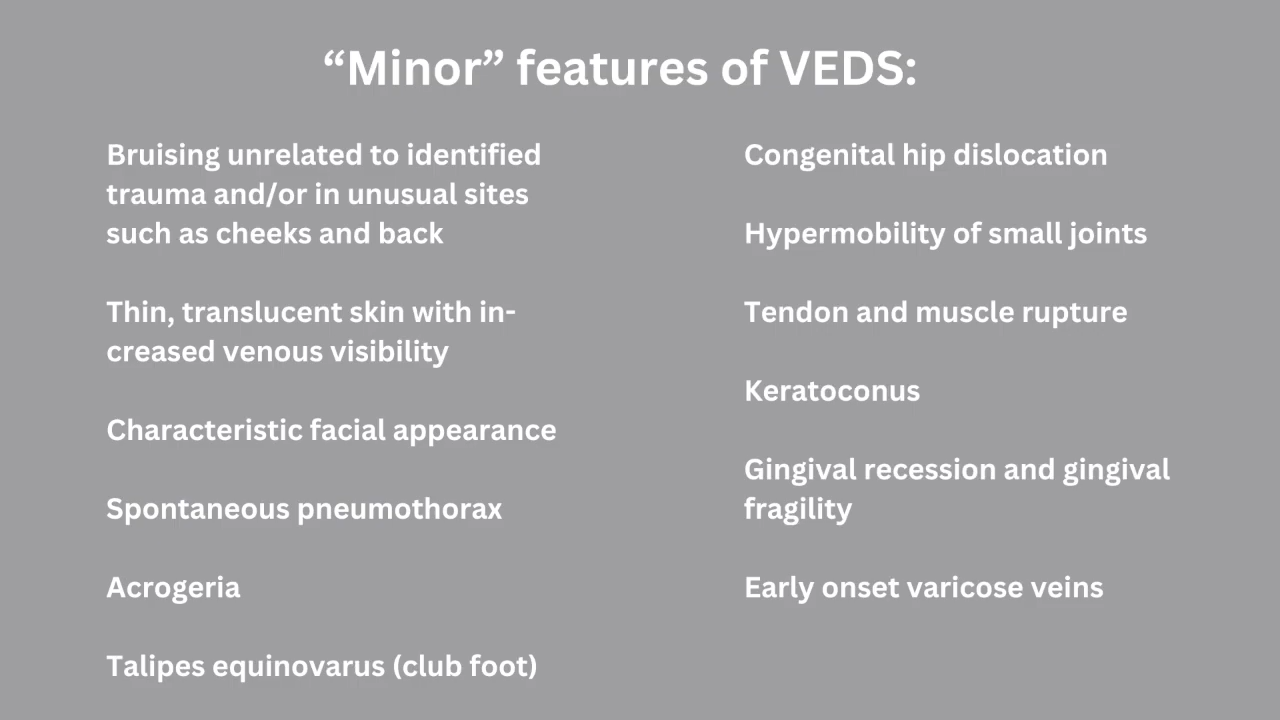 “Minor” features of VEDS:
Bruising unrelated to identified
trauma and/or in unusual sites
such as cheeks and back
Thin, translucent skin with in-
creased venous visibility
Characteristic facial appearance
Spontaneous pneumothorax
Acrogeria
Talipes equinovarus (club foot)
Congenital hip dislocation
Hypermobility of small joints
Tendon and muscle rupture
Keratoconus
Gingival recession and gingival
fragility
Early onset varicose veins